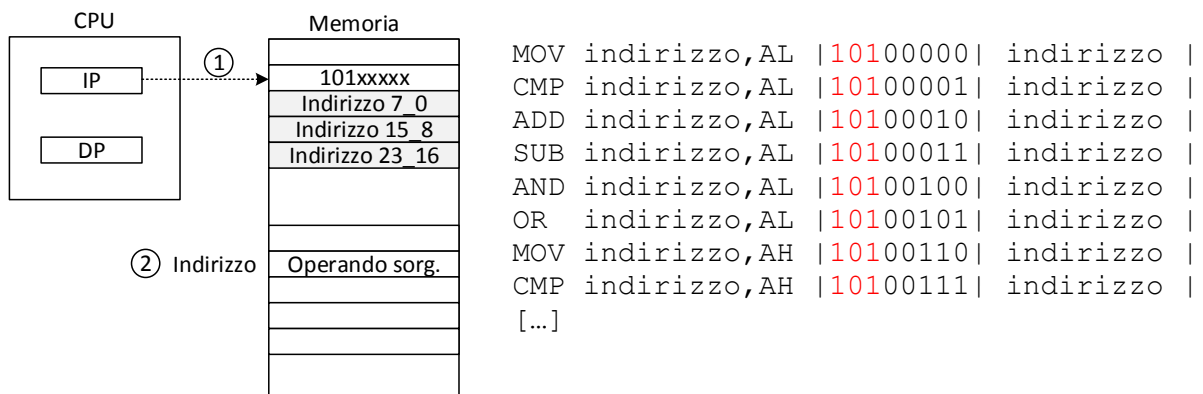 CPU
Memoria
IP
①
101xxxxx
Indirizzo 7_0
Indirizzo 15_8
DP
Indirizzo 23_16
② Indirizzo
Operando sorg.
MOV indirizzo,AL |10100000| indirizzo |
CMP indirizzo,AL |10100001| indirizzo |
ADD indirizzo,AL |10100010| indirizzo |
SUB indirizzo,AL |10100011| indirizzo |
AND indirizzo,AL |10100100| indirizzo |
OR  indirizzo,AL |10100101| indirizzo |
MOV indirizzo,AH |10100110| indirizzo |
CMP indirizzo,AH |10100111| indirizzo |
[…]